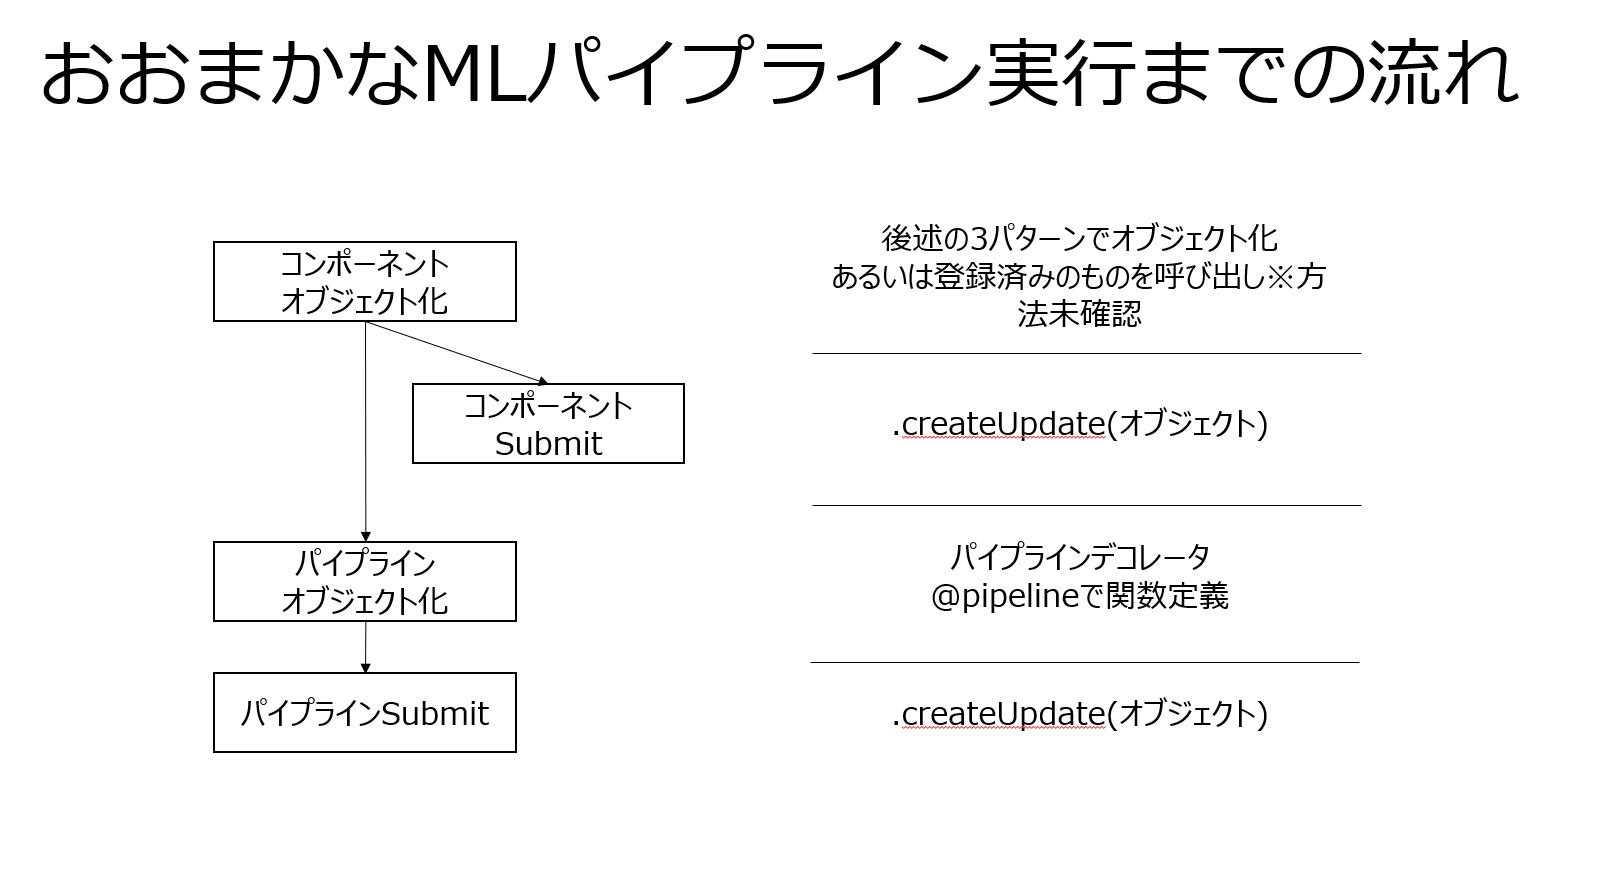 おおまかなMLパイプライン実行までの流れ
コンポーネント
オブジェクト化
後述の3パターンでオブジェクト化
あるいは登録済みのものを呼び出し※方
法未確認
コンポーネント
Submit
.createUpdate(オブジェクト)
パイプライン
オブジェクト化
パイプラインデコレータ
@pipelineで関数定義
パイプラインSubmit
.createUpdate(オブジェクト)